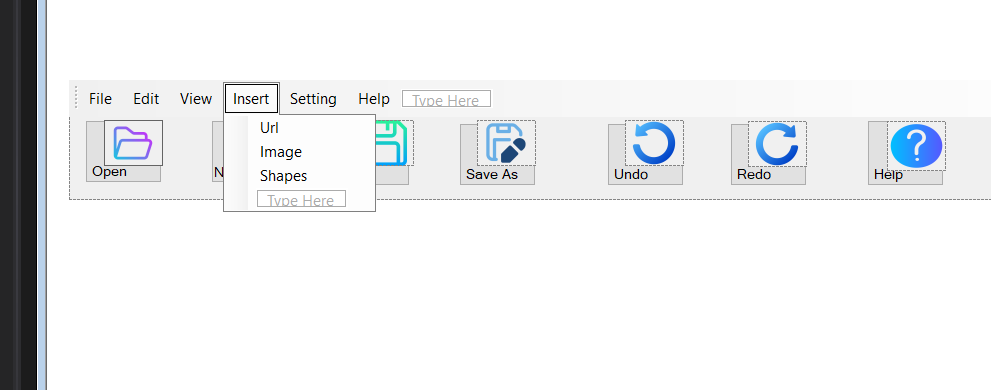 File Edit View Insert Setting Help Type Here
Url
Image
Shapes
Type Here
Open N Save As Undo Redo Help